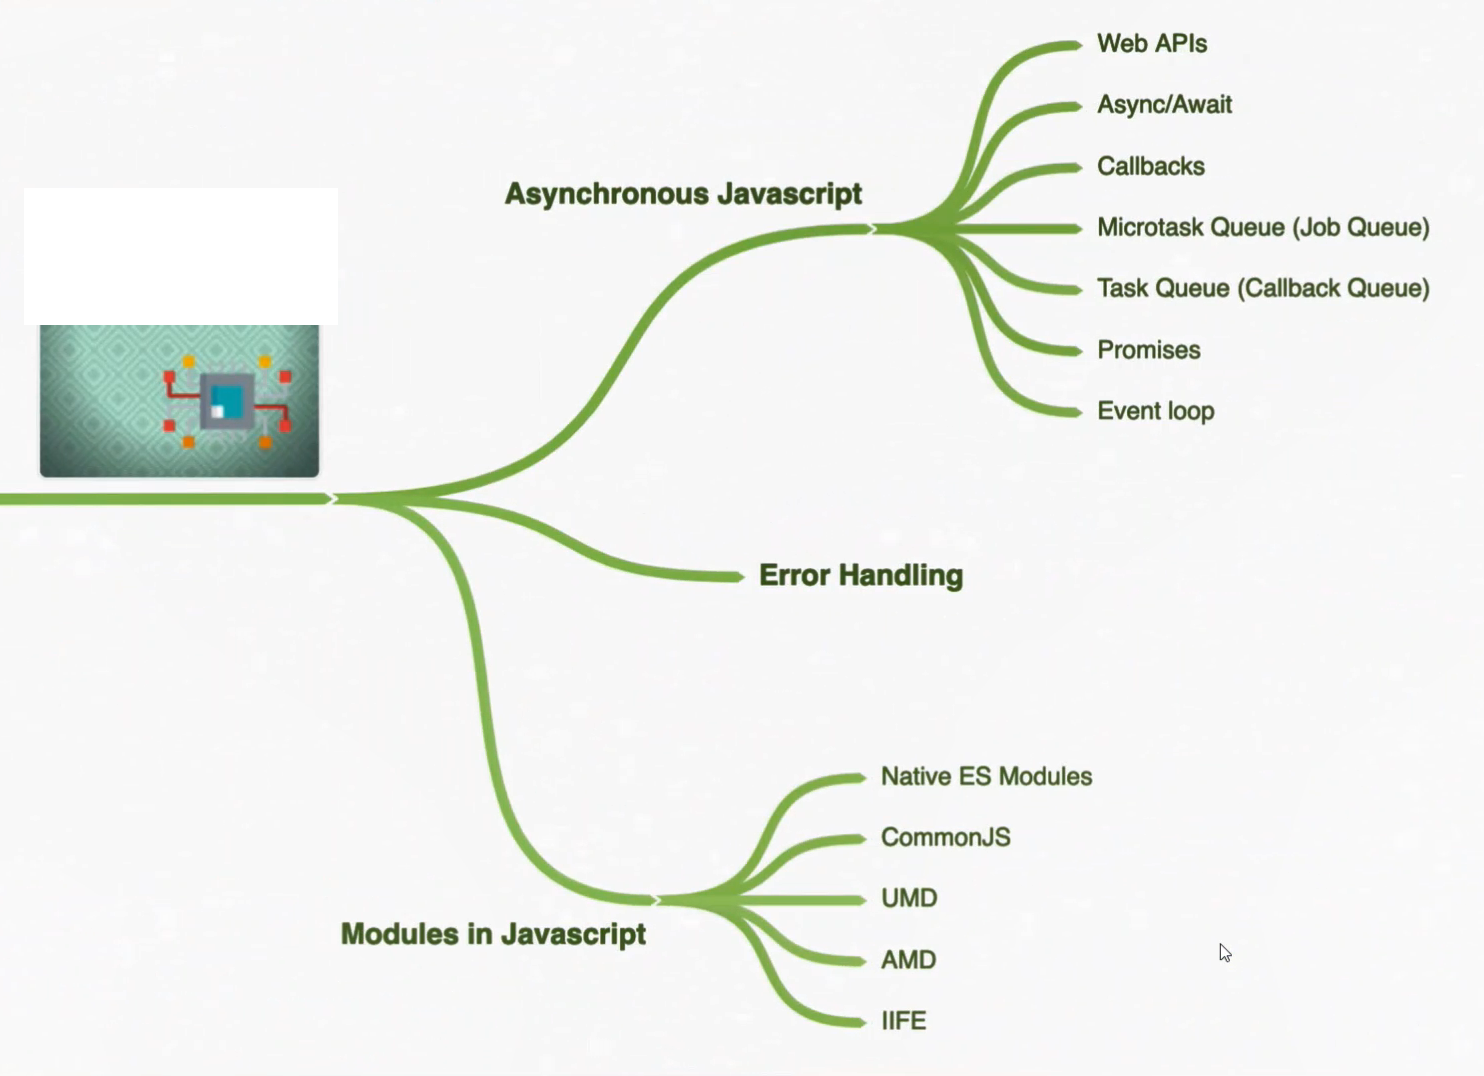 Web APIs
Async/Await
Callbacks
Asynchronous Javascript
Microtask Queue (Job Queue)
Task Queue (Callback Queue)
Promises
Event loop
Error Handling
Native ES Modules
CommonJS
UMD
Modules in Javascript
AMD
IIFE